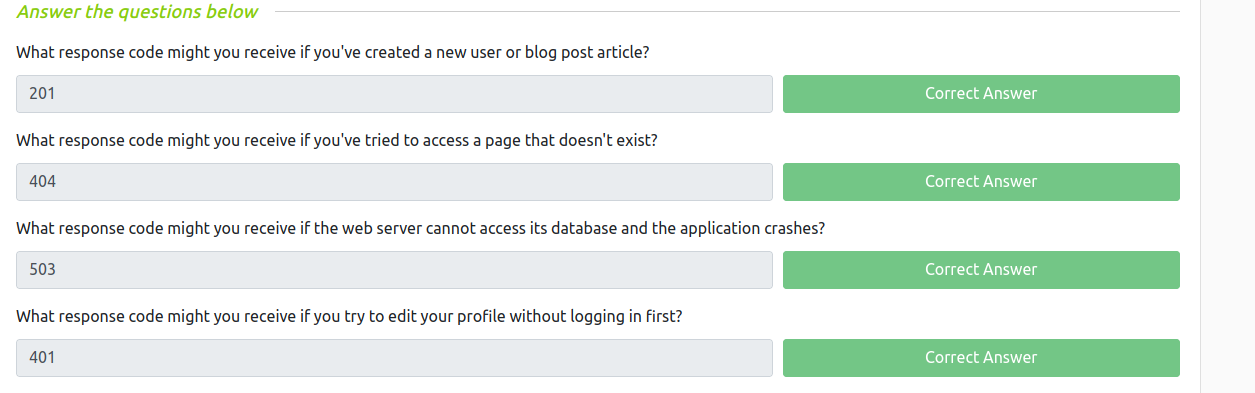 Answer the questions below
What response code might you receive if you've created a new user or blog post article?
201
Correct Answer
What response code might you receive if you've tried to access a page that doesn't exist?
404
Correct Answer
What response code might you receive if the web server cannot access its database and the application crashes?
503
Correct Answer
What response code might you receive if you try to edit your profile without logging in first?
401
Correct Answer